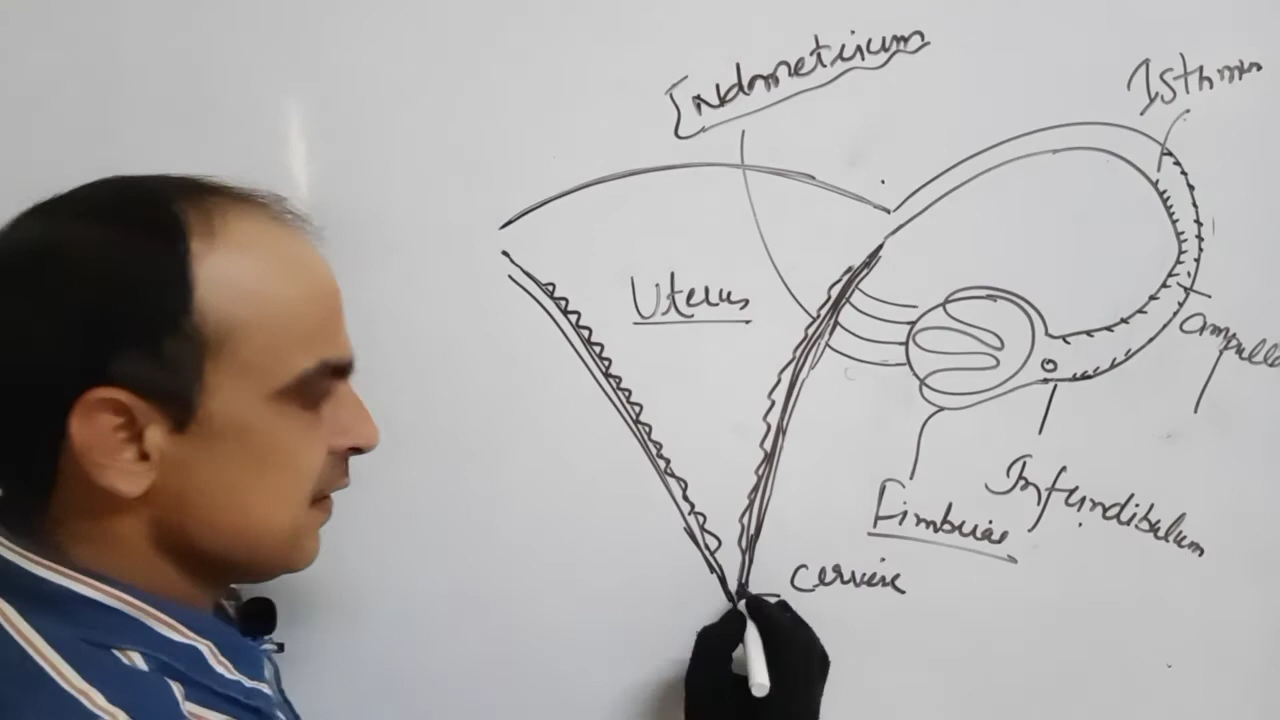 Endometrium
Isthmus
Uterus
ampulla
Infundibulum
Fimbriae
cervix